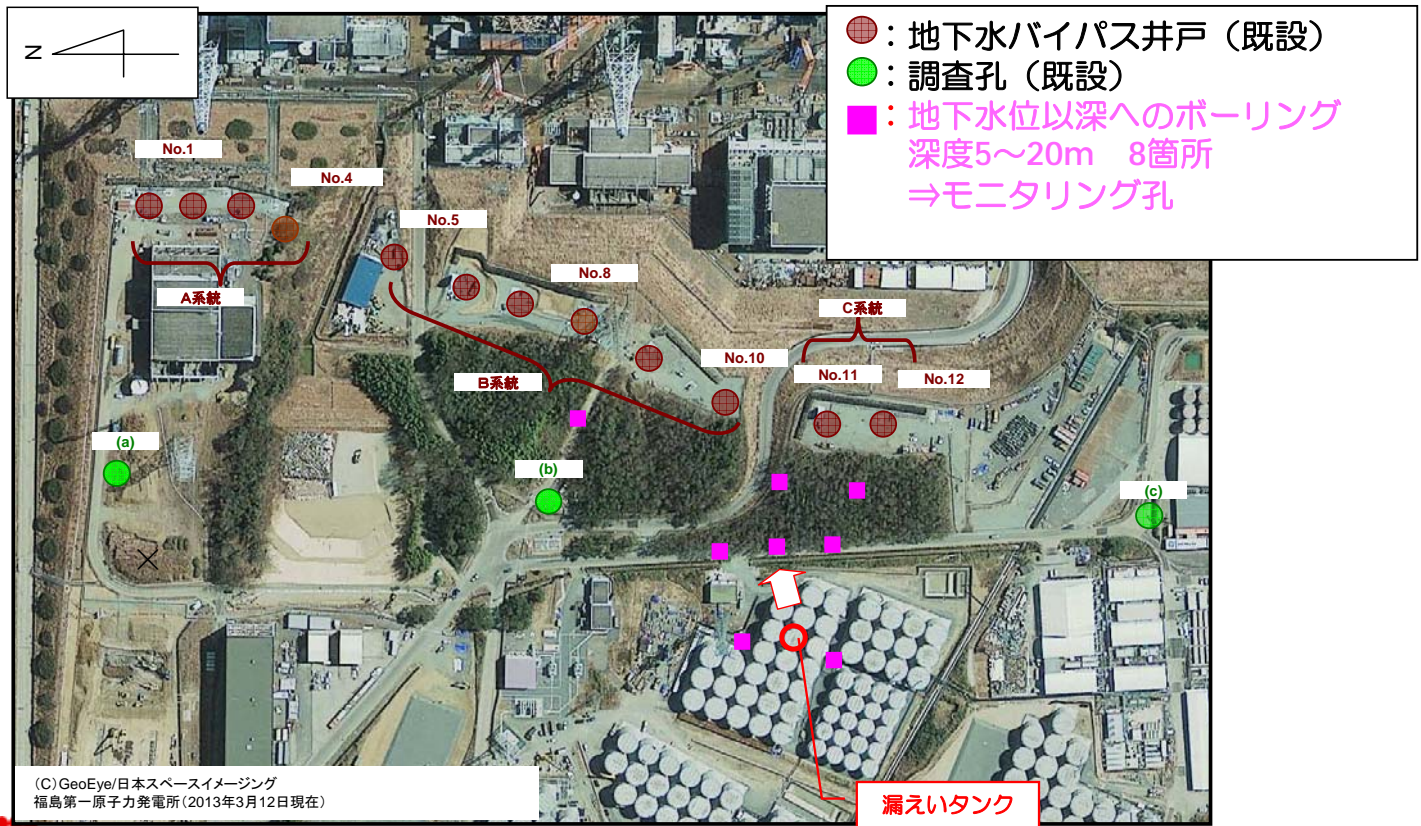 N
：地下水バイパス井戸（既設）
：調査孔（既設）
：地下水位以深へのボーリング
深度5～20m　8箇所
⇒モニタリング孔
No.1
No.4
No.5
No.8
A系統
C系統
No.10
B系統
No.11
No.12
(a)
(b)
(c)
(C)GeoEye/日本スペースイメージング
福島第一原子力発電所(2013年3月12日現在)
漏えいタンク